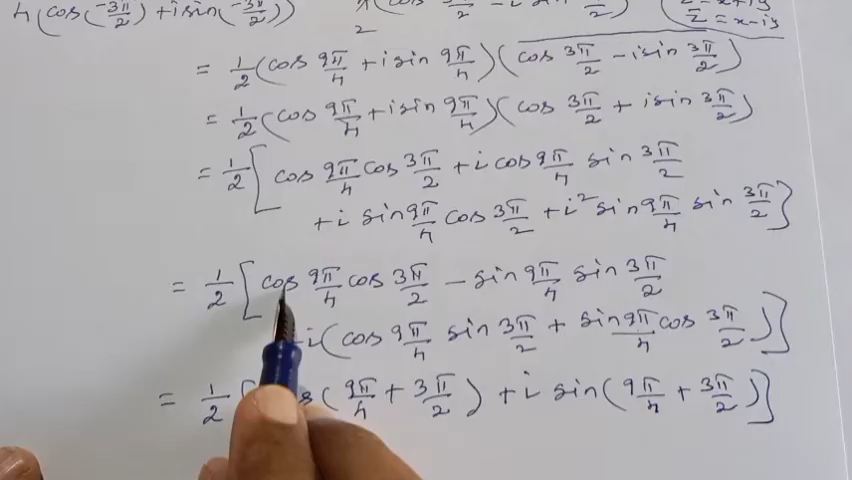 4(cos(-3π/2) + i sin(-3π/2))
z̄ = x-iy
= 1/2 (cos 9π/4 + i sin 9π/4)(cos 3π/2 - i sin 3π/2)
= 1/2 (cos 9π/4 + i sin 9π/4)(cos 3π/2 + i sin 3π/2)
= 1/2 [cos 9π/4 cos 3π/2 + i cos 9π/4 sin 3π/2
+ i sin 9π/4 cos 3π/2 + i² sin 9π/4 sin 3π/2]
= 1/2 [cos 9π/4 cos 3π/2 - sin 9π/4 sin 3π/2
i(cos 9π/4 sin 3π/2 + sin 9π/4 cos 3π/2)]
= 1/2 [cos(9π/4 + 3π/2) + i sin(9π/4 + 3π/2)]